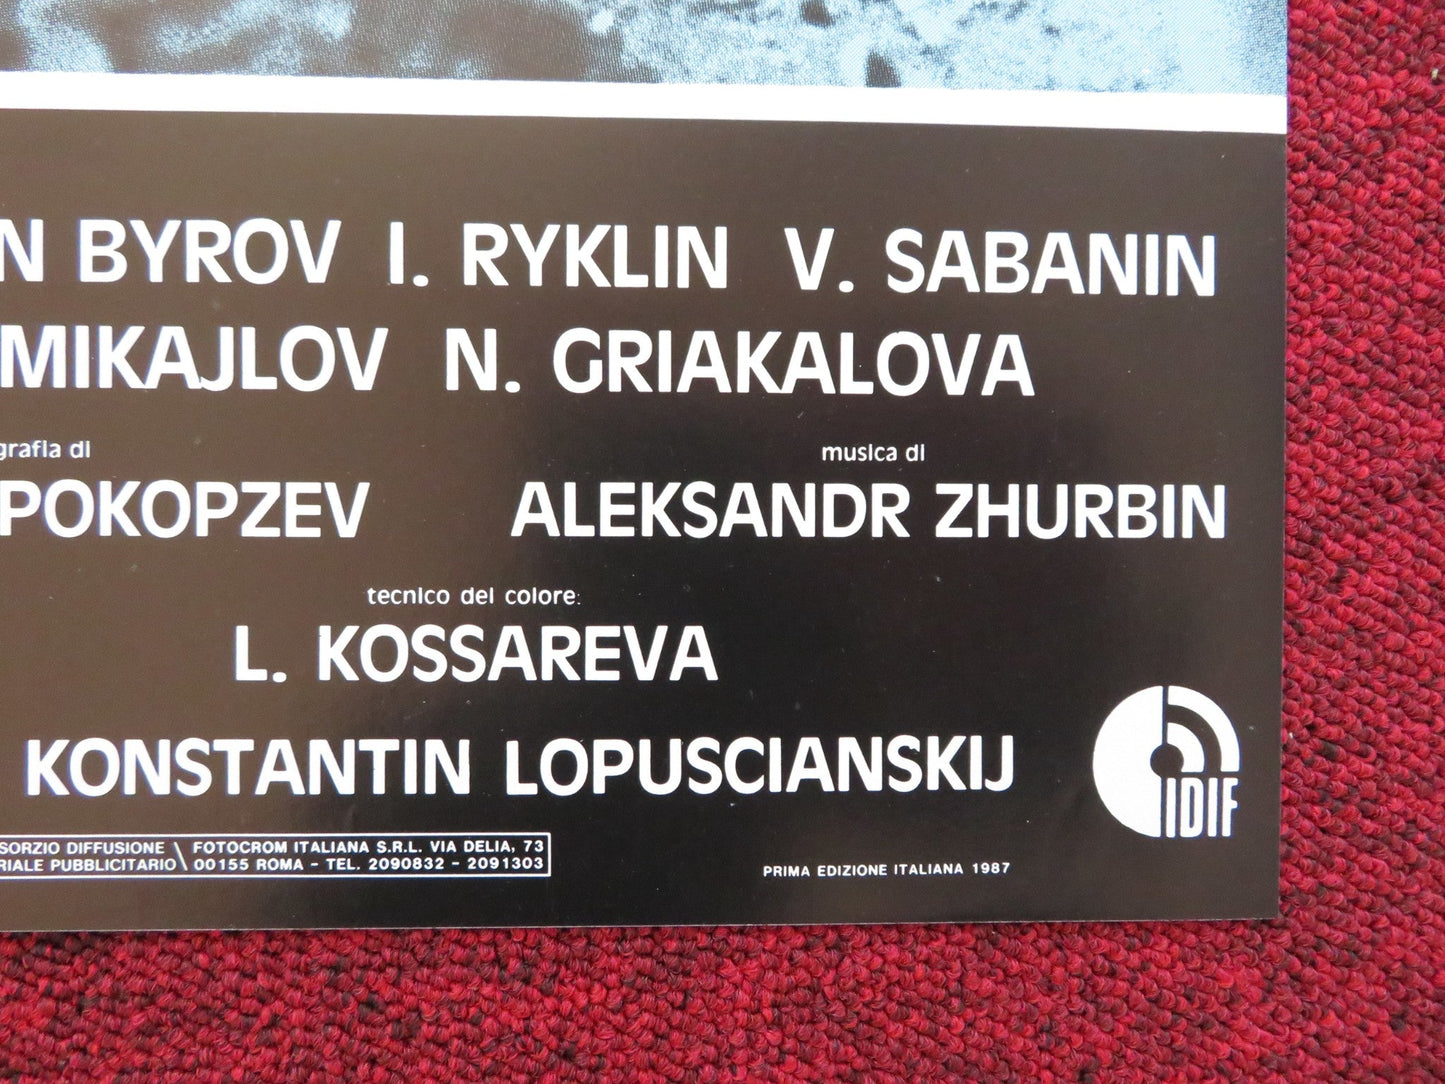 N BYROV I. RYKLIN V. SABANIN
MIKAJLOV N. GRIAKALOVA
grafia di
musica di
POKOPZEV ALEKSANDR ZHURBIN
tecnico del colore:
L. KOSSAREVA
KONSTANTIN LOPUSCIANSKIJ
IDIF
SORZIO DIFFUSIONE \ FOTOCROM ITALIANA S.R.L. VIA DELIA, 73
RIALE PUBBLICITARIO \ 00155 ROMA - TEL. 2090832 - 2091303
PRIMA EDIZIONE ITALIANA 1987